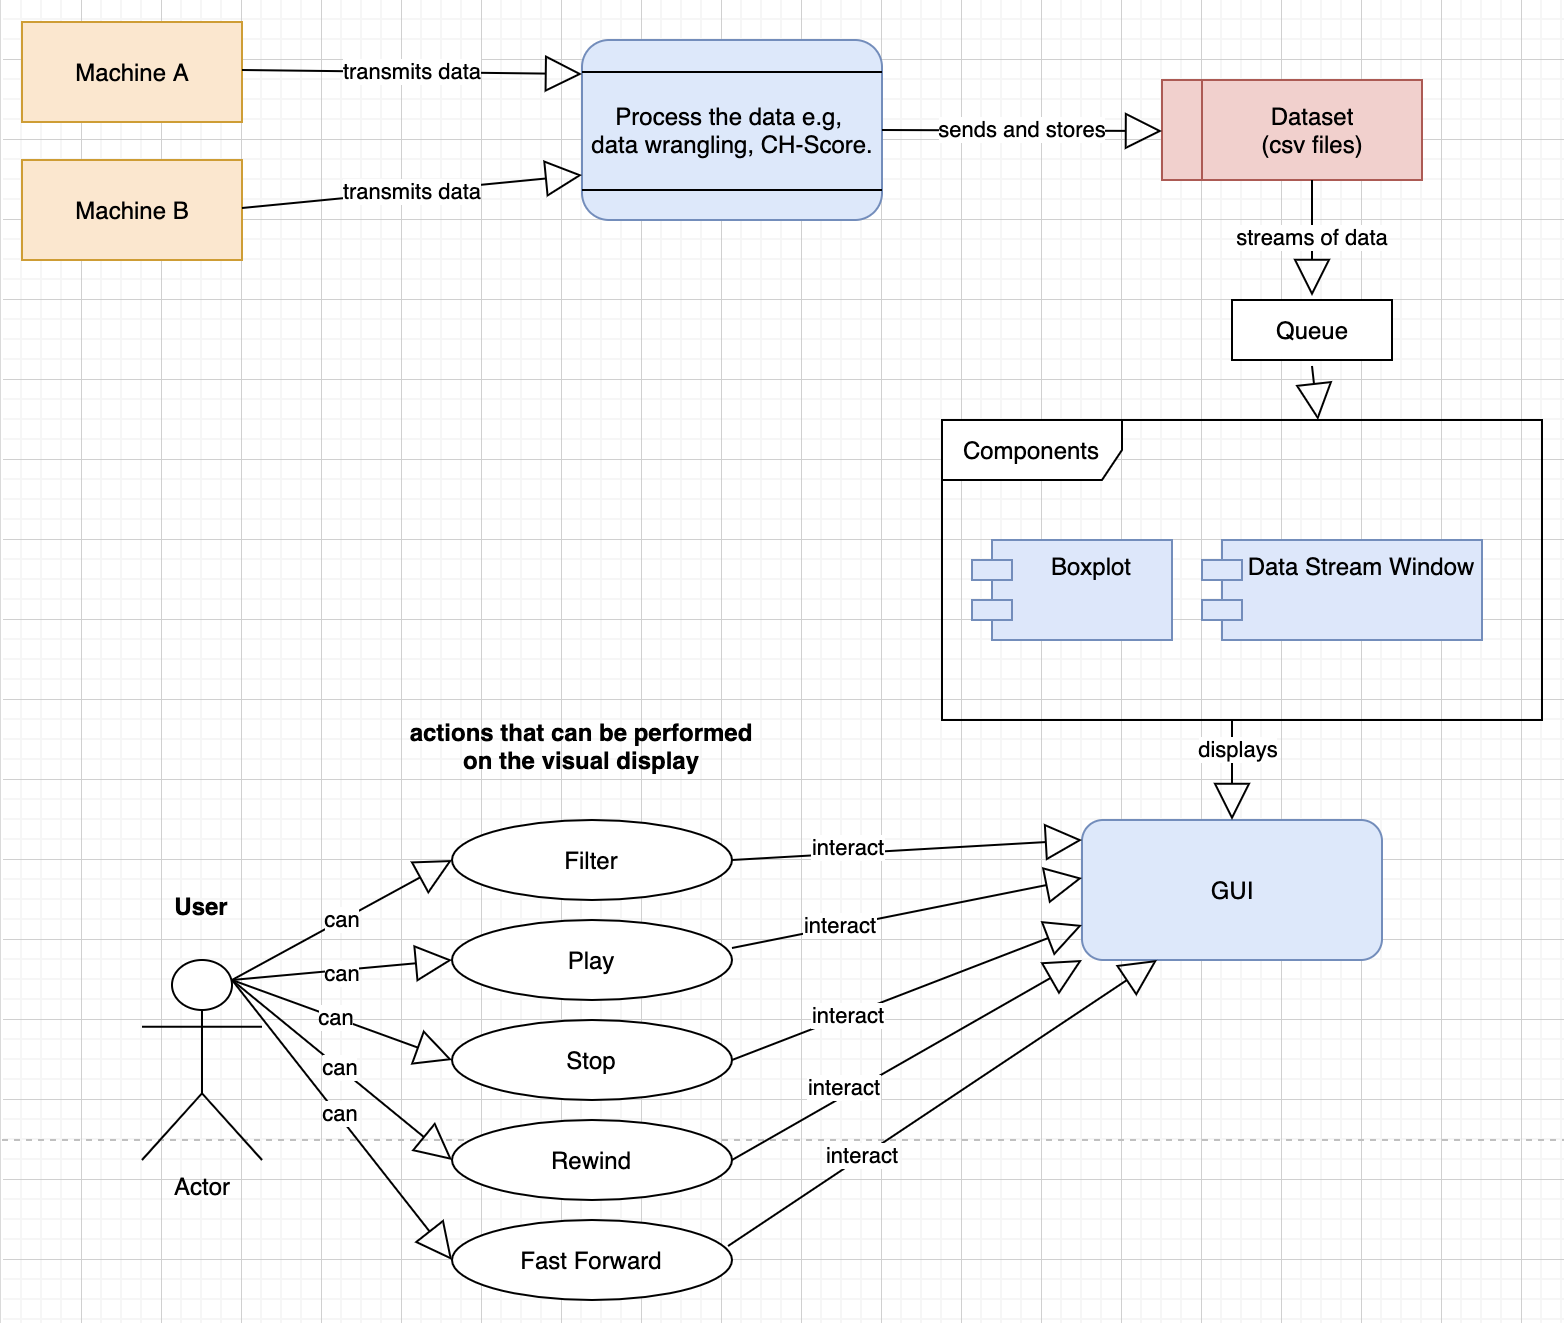 Machine A
transmits data
Process the data e.g,
data wrangling, CH-Score.
sends and stores
Dataset
(csv files)
Machine B
transmits data
streams of data
Queue
Components
Boxplot
Data Stream Window
actions that can be performed
on the visual display
displays
Filter
interact
GUI
User
can
Play
interact
can
Stop
interact
can
Rewind
interact
can
Fast Forward
interact
can
Actor